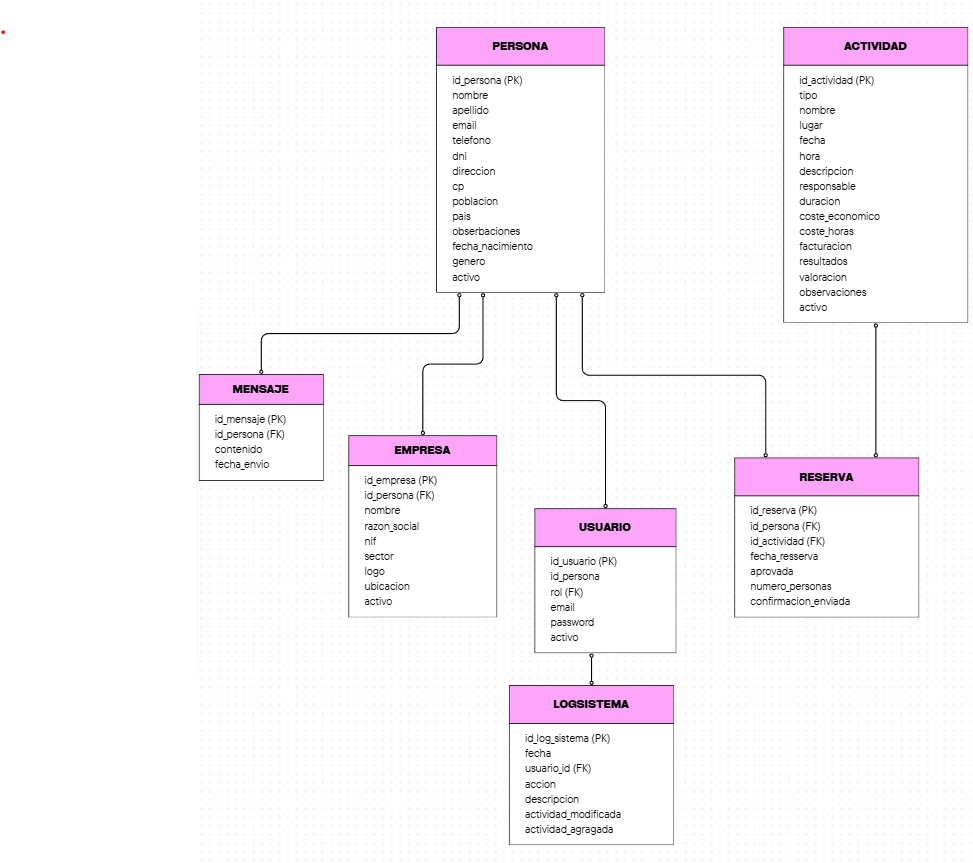 PERSONA
id_persona (PK)
nombre
apellido
email
telefono
dni
direccion
cp
poblacion
pais
obserbaciones
fecha_nacimiento
genero
activo
ACTIVIDAD
id_actividad (PK)
tipo
nombre
lugar
fecha
hora
descripcion
responsable
duracion
coste_economico
coste_horas
facturacion
resultados
valoracion
observaciones
activo
MENSAJE
id_mensaje (PK)
id_persona (FK)
contenido
fecha_envio
EMPRESA
id_empresa (PK)
id_persona (FK)
nombre
razon_social
nif
sector
logo
ubicacion
activo
USUARIO
id_usuario (PK)
id_persona
rol (FK)
email
password
activo
RESERVA
id_reserva (PK)
id_persona (FK)
id_actividad (FK)
fecha_resserva
aprovada
numero_personas
confirmacion_enviada
LOGSISTEMA
id_log_sistema (PK)
fecha
usuario_id (FK)
accion
descripcion
actividad_modificada
actividad_agragada